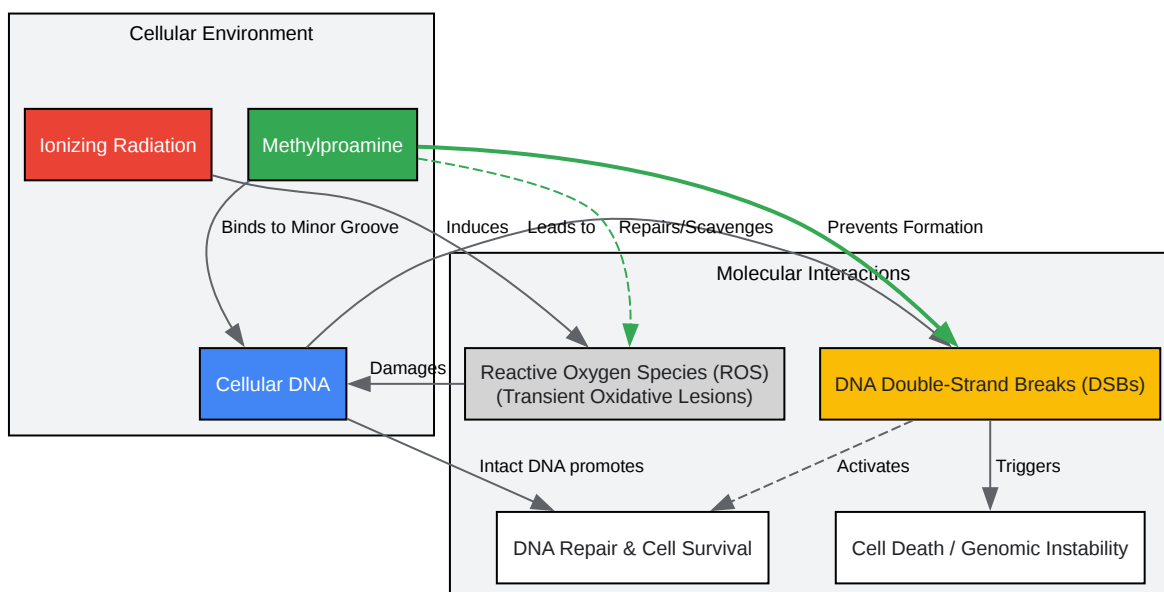 Cellular Environment
Ionizing Radiation
Methylproamine
Binds to Minor Groove
Induces
Leads to
Repairs/Scavenges
Prevents Formation
Molecular Interactions
Cellular DNA
Damages
Reactive Oxygen Species (ROS)
(Transient Oxidative Lesions)
DNA Double-Strand Breaks (DSBs)
Intact DNA promotes
Activates
Triggers
DNA Repair & Cell Survival
Cell Death / Genomic Instability